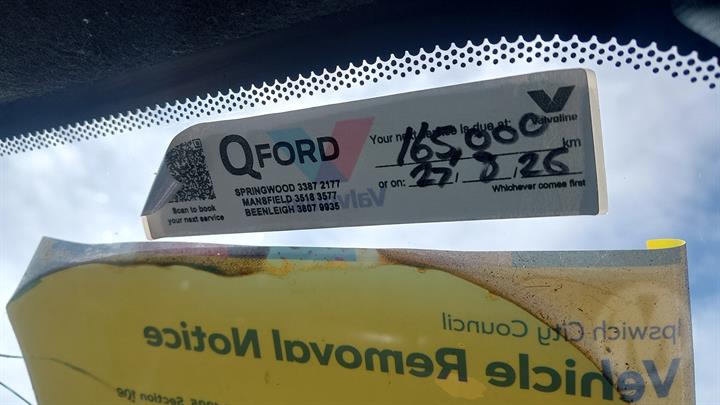 QFORD
SPRINGWOOD 3387 2177
MANSFIELD 3518 3577
BEENLEIGH 3807 9935
Scan to book
your next service
Your next service is due at:
165,000 km
or on: 27/8/26
Whichever comes first
Valvoline
Ipswich City Council
Vehicle Removal Notice